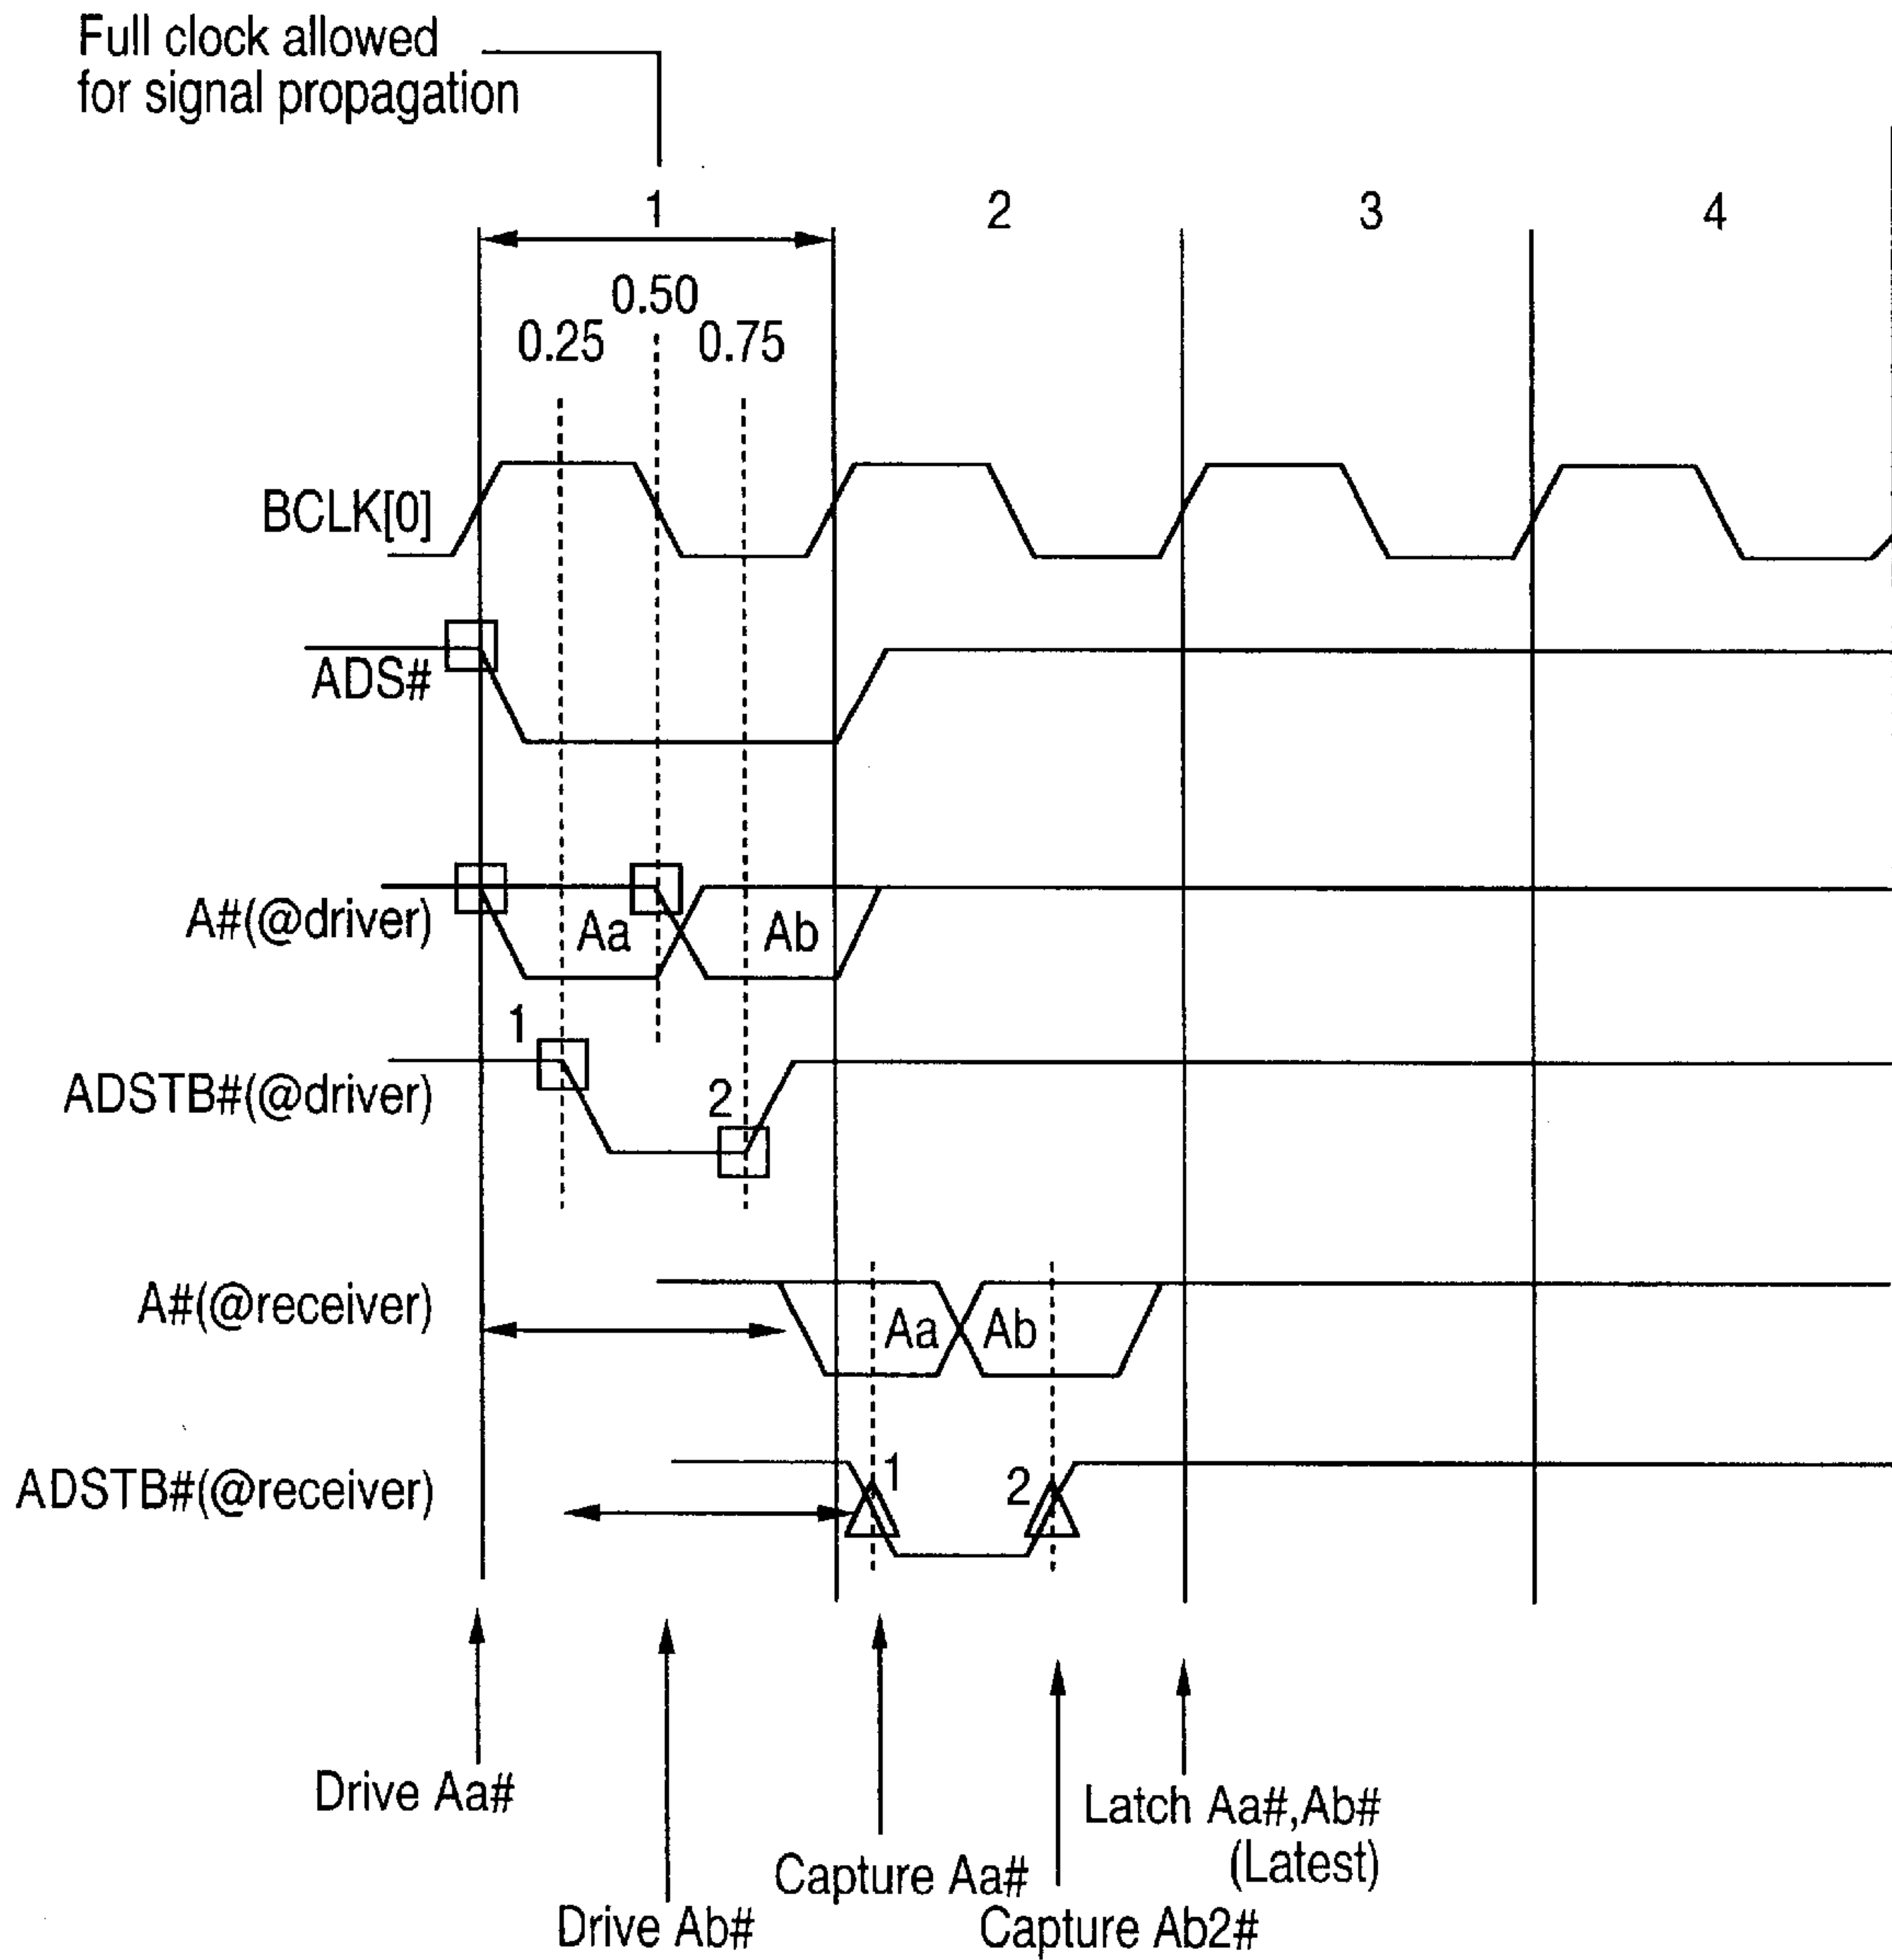 Full clock allowed
for signal propagation
1
2
3
4
0.50
0.25
0.75
BCLK[0]
ADS#
A#(@driver)
Aa
Ab
1
ADSTB#(@driver)
2
A#(@receiver)
Aa
Ab
ADSTB#(@receiver)
1
2
Drive Aa#
Latch Aa#,Ab#
(Latest)
Capture Aa#
Drive Ab#
Capture Ab2#